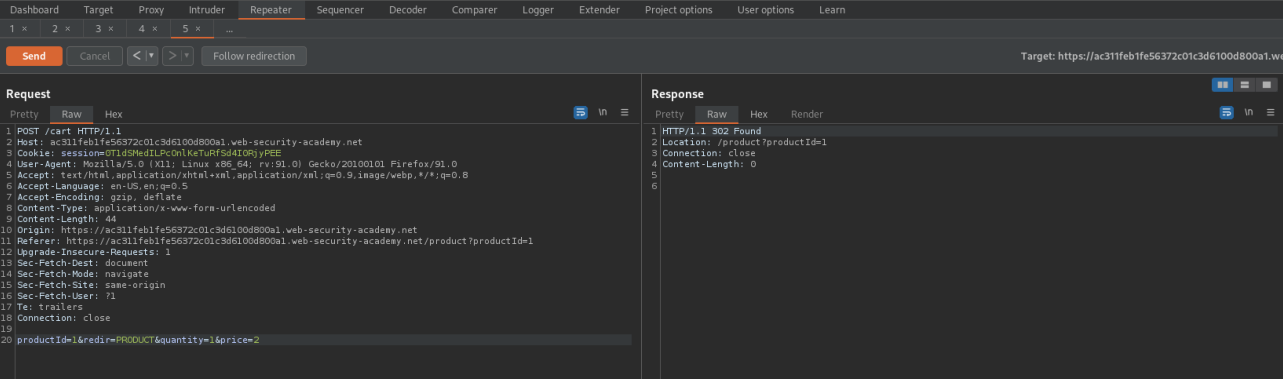 Dashboard Target Proxy Intruder Repeater Sequencer Decoder Comparer Logger Extender Project options User options Learn
1 × 2 × 3 × 4 × 5 × ...
Send Cancel < > Follow redirection Target: https://ac311feb1fe56372c01c3d6100d800a1.we
Request
Pretty Raw Hex \n
1 POST /cart HTTP/1.1
2 Host: ac311feb1fe56372c01c3d6100d800a1.web-security-academy.net
3 Cookie: session=0T1dSMedILPcOnlKeTuRfSd4I0RjyPEE
4 User-Agent: Mozilla/5.0 (X11; Linux x86_64; rv:91.0) Gecko/20100101 Firefox/91.0
5 Accept: text/html,application/xhtml+xml,application/xml;q=0.9,image/webp,*/*;q=0.8
6 Accept-Language: en-US,en;q=0.5
7 Accept-Encoding: gzip, deflate
8 Content-Type: application/x-www-form-urlencoded
9 Content-Length: 44
10 Origin: https://ac311feb1fe56372c01c3d6100d800a1.web-security-academy.net
11 Referer: https://ac311feb1fe56372c01c3d6100d800a1.web-security-academy.net/product?productId=1
12 Upgrade-Insecure-Requests: 1
13 Sec-Fetch-Dest: document
14 Sec-Fetch-Mode: navigate
15 Sec-Fetch-Site: same-origin
16 Sec-Fetch-User: ?1
17 Te: trailers
18 Connection: close
19
20 productId=1&redir=PRODUCT&quantity=1&price=2
Response
Pretty Raw Hex Render \n
1 HTTP/1.1 302 Found
2 Location: /product?productId=1
3 Connection: close
4 Content-Length: 0
5
6